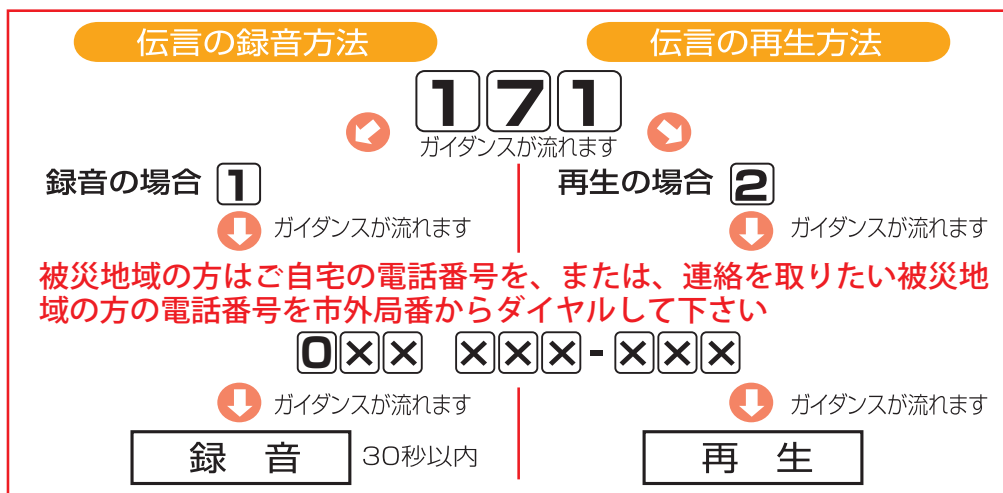 伝言の録音方法
伝言の再生方法
171
ガイダンスが流れます
録音の場合 1
再生の場合 2
ガイダンスが流れます
ガイダンスが流れます
被災地域の方はご自宅の電話番号を、または、連絡を取りたい被災地
域の方の電話番号を市外局番からダイヤルして下さい
0×× ×××-×××
ガイダンスが流れます
ガイダンスが流れます
録 音 30秒以内
再 生